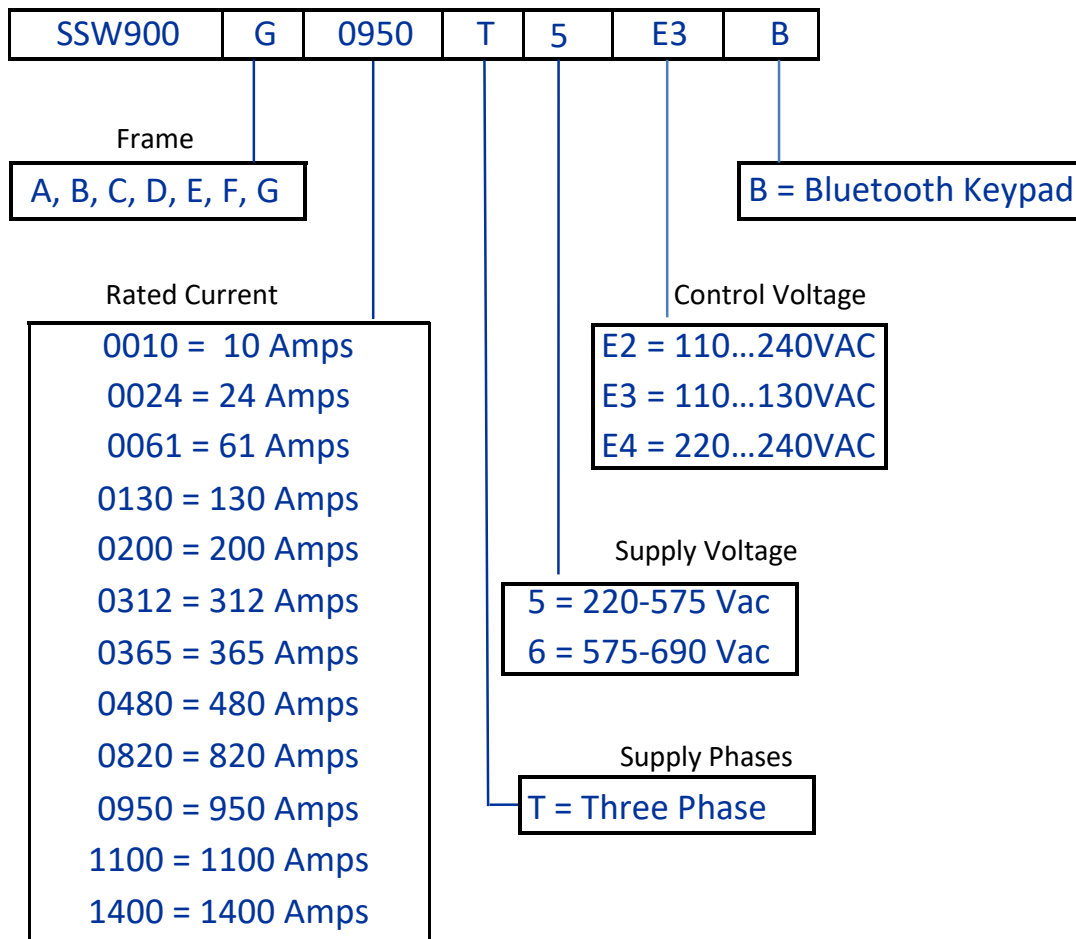 SSW900 G 0950 T 5 E3 B
Frame
A, B, C, D, E, F, G
B = Bluetooth Keypad
Rated Current
0010 =  10 Amps
0024 = 24 Amps
0061 = 61 Amps
0130 = 130 Amps
0200 = 200 Amps
0312 = 312 Amps
0365 = 365 Amps
0480 = 480 Amps
0820 = 820 Amps
0950 = 950 Amps
1100 = 1100 Amps
1400 = 1400 Amps
Control Voltage
E2 = 110...240VAC
E3 = 110...130VAC
E4 = 220...240VAC
Supply Voltage
5 = 220-575 Vac
6 = 575-690 Vac
Supply Phases
T = Three Phase